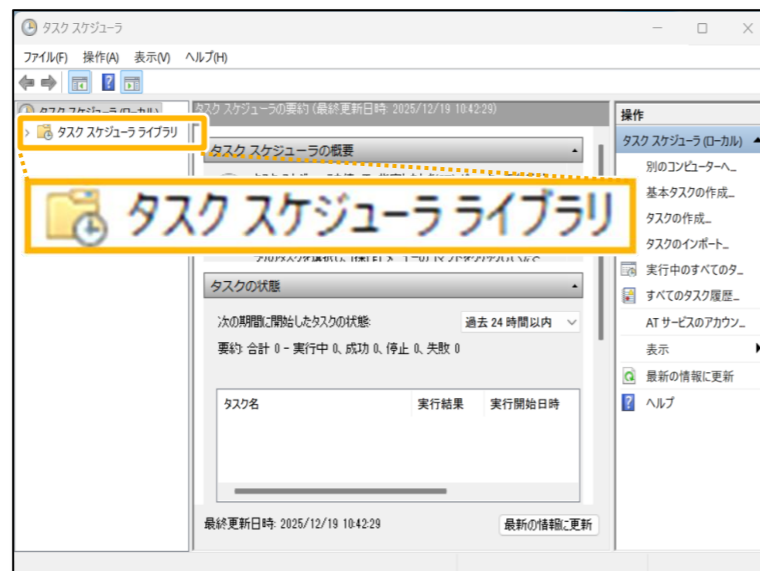 タスク スケジューラ
ファイル(F) 操作(A) 表示(V) ヘルプ(H)
タスク スケジューラ (ローカル)
タスク スケジューラ ライブラリ
タスク スケジューラの要約 (最終更新日時: 2025/12/19 10:42:29)
タスク スケジューラの概要
タスク スケジューラ ライブラリ
タスクの状態
次の期間に開始したタスクの状態:
過去 24 時間以内
要約: 合計 0 - 実行中 0、成功 0、停止 0、失敗 0
タスク名 実行結果 実行開始日時
最終更新日時: 2025/12/19 10:42:29
最新の情報に更新
操作
タスク スケジューラ (ローカル)
別のコンピューターへ...
基本タスクの作成...
タスクの作成...
タスクのインポート...
実行中のすべてのタ...
すべてのタスク履歴...
AT サービスのアカウン...
表示
最新の情報に更新
ヘルプ